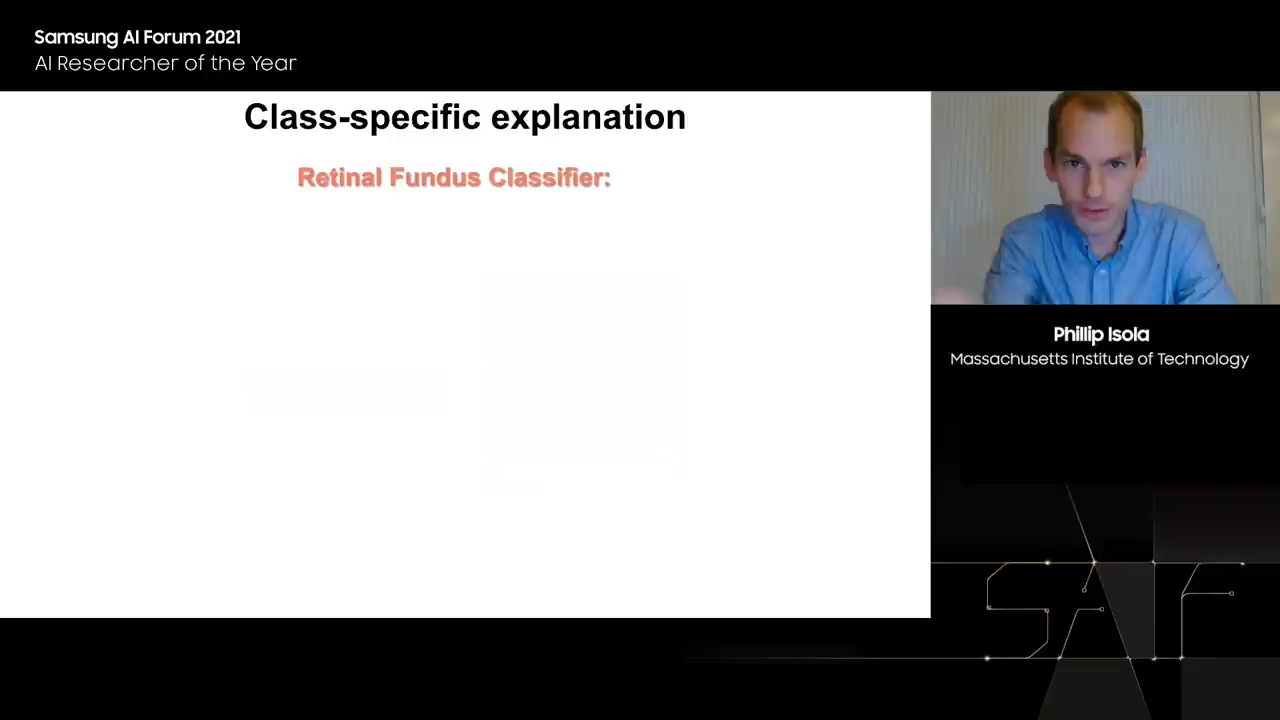 Samsung AI Forum 2021
AI Researcher of the Year
Class-specific explanation
Retinal Fundus Classifier:
Phillip Isola
Massachusetts Institute of Technology
SAIF